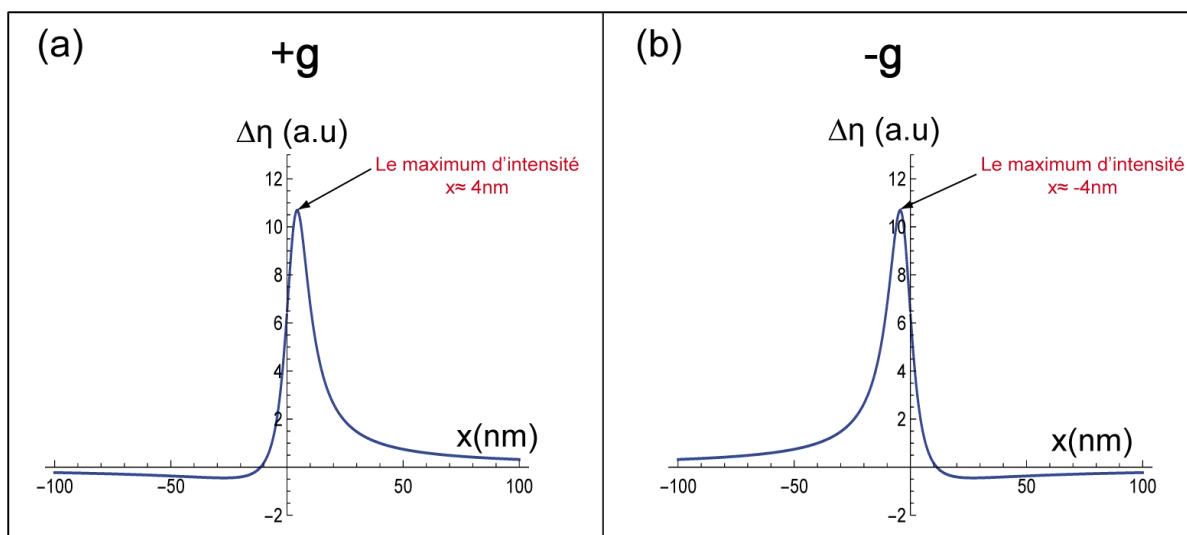 (a)
+g
Δη (a.u)
Le maximum d'intensité
x≈ 4nm
12
10
8
6
4
2
x(nm)
-100
-50
50
100
-2
(b)
-g
Δη (a.u)
Le maximum d'intensité
x≈ -4nm
12
10
8
6
4
2
x(nm)
-100
-50
50
100
-2